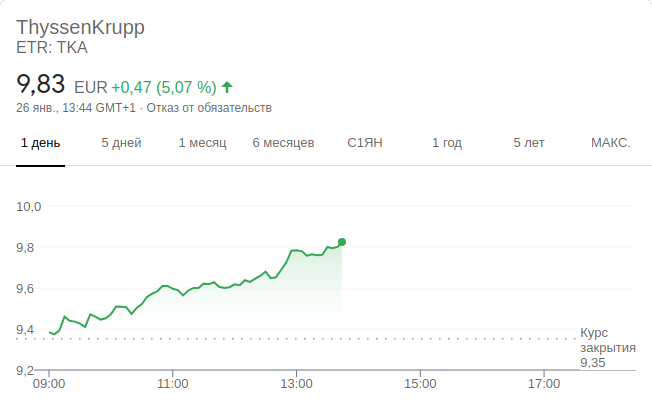 ThyssenKrupp
ETR: TKA
9,83 EUR +0,47 (5,07 %)
26 янв., 13:44 GMT+1 · Отказ от обязательств
1 день 5 дней 1 месяц 6 месяцев С1ЯН 1 год 5 лет МАКС.
10,0
9,8
9,6
9,4
Курс
закрытия
9,35
9,2
09:00 11:00 13:00 15:00 17:00